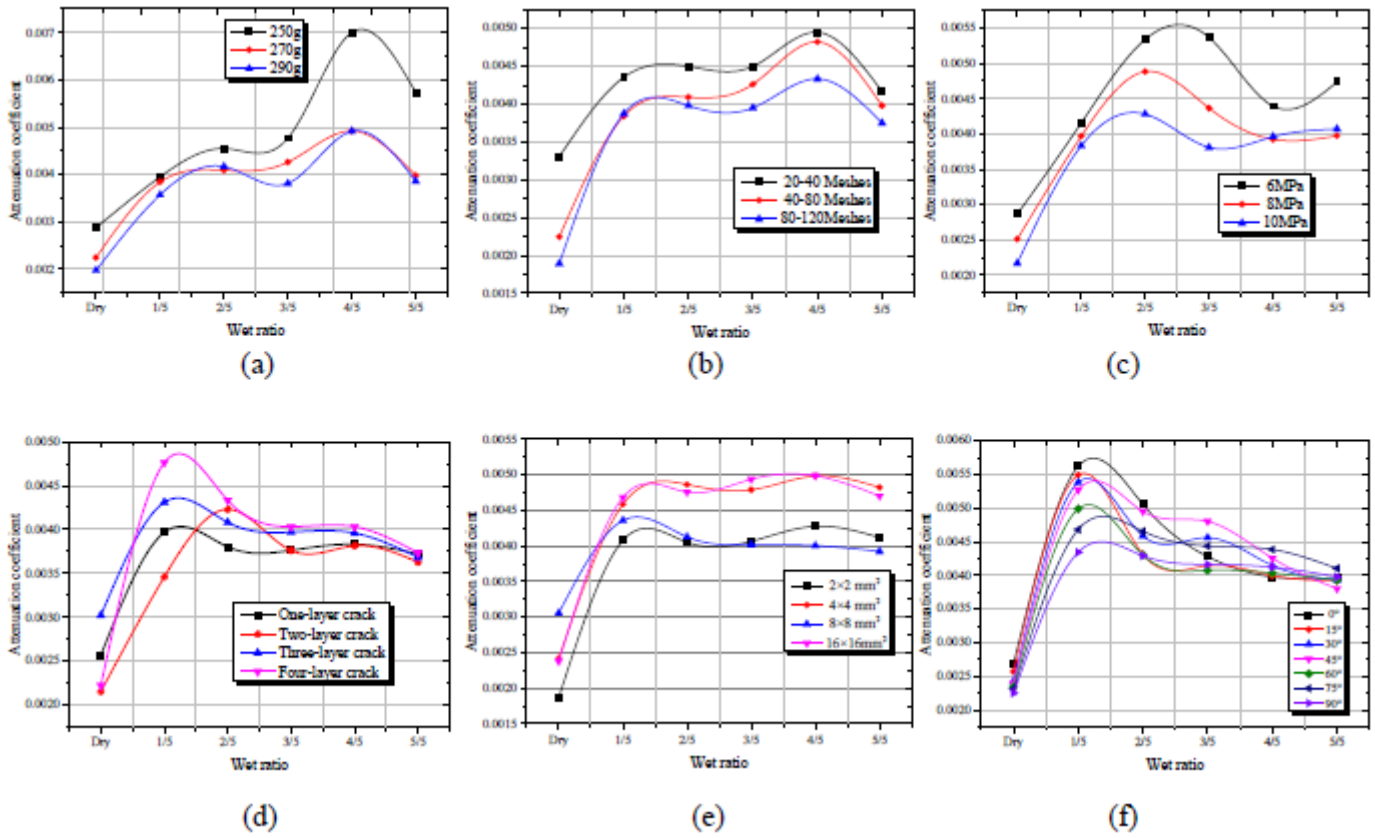 0.007
0.006
0.005
0.004
0.003
0.002
Attenuation coefficient
250g
270g
290g
Dry 1/5 2/5 3/5 4/5 5/5
Wet ratio
(a)
0.0050
0.0045
0.0040
0.0035
0.0030
0.0025
0.0020
0.0015
Attenuation coefficient
20-40 Meshes
40-80 Meshes
80-120Meshes
Dry 1/5 2/5 3/5 4/5 5/5
Wet ratio
(b)
0.0055
0.0050
0.0045
0.0040
0.0035
0.0030
0.0025
0.0020
Attenuation coefficient
6MPa
8MPa
10MPa
Dry 1/5 2/5 3/5 4/5 5/5
Wet ratio
(c)
0.0050
0.0045
0.0040
0.0035
0.0030
0.0025
0.0020
Attenuation coefficient
One-layer crack
Two-layer crack
Three-layer crack
Four-layer crack
Dry 1/5 2/5 3/5 4/5 5/5
Wet ratio
(d)
0.0055
0.0050
0.0045
0.0040
0.0035
0.0030
0.0025
0.0020
0.0015
Attenuation coefficient
2×2 mm²
4×4 mm²
8×8 mm²
16×16mm²
Dry 1/5 2/5 3/5 4/5 5/5
Wet ratio
(e)
0.0060
0.0055
0.0050
0.0045
0.0040
0.0035
0.0030
0.0025
0.0020
Attenuation coefficient
0°
15°
30°
45°
60°
75°
90°
Dry 1/5 2/5 3/5 4/5 5/5
Wet ratio
(f)